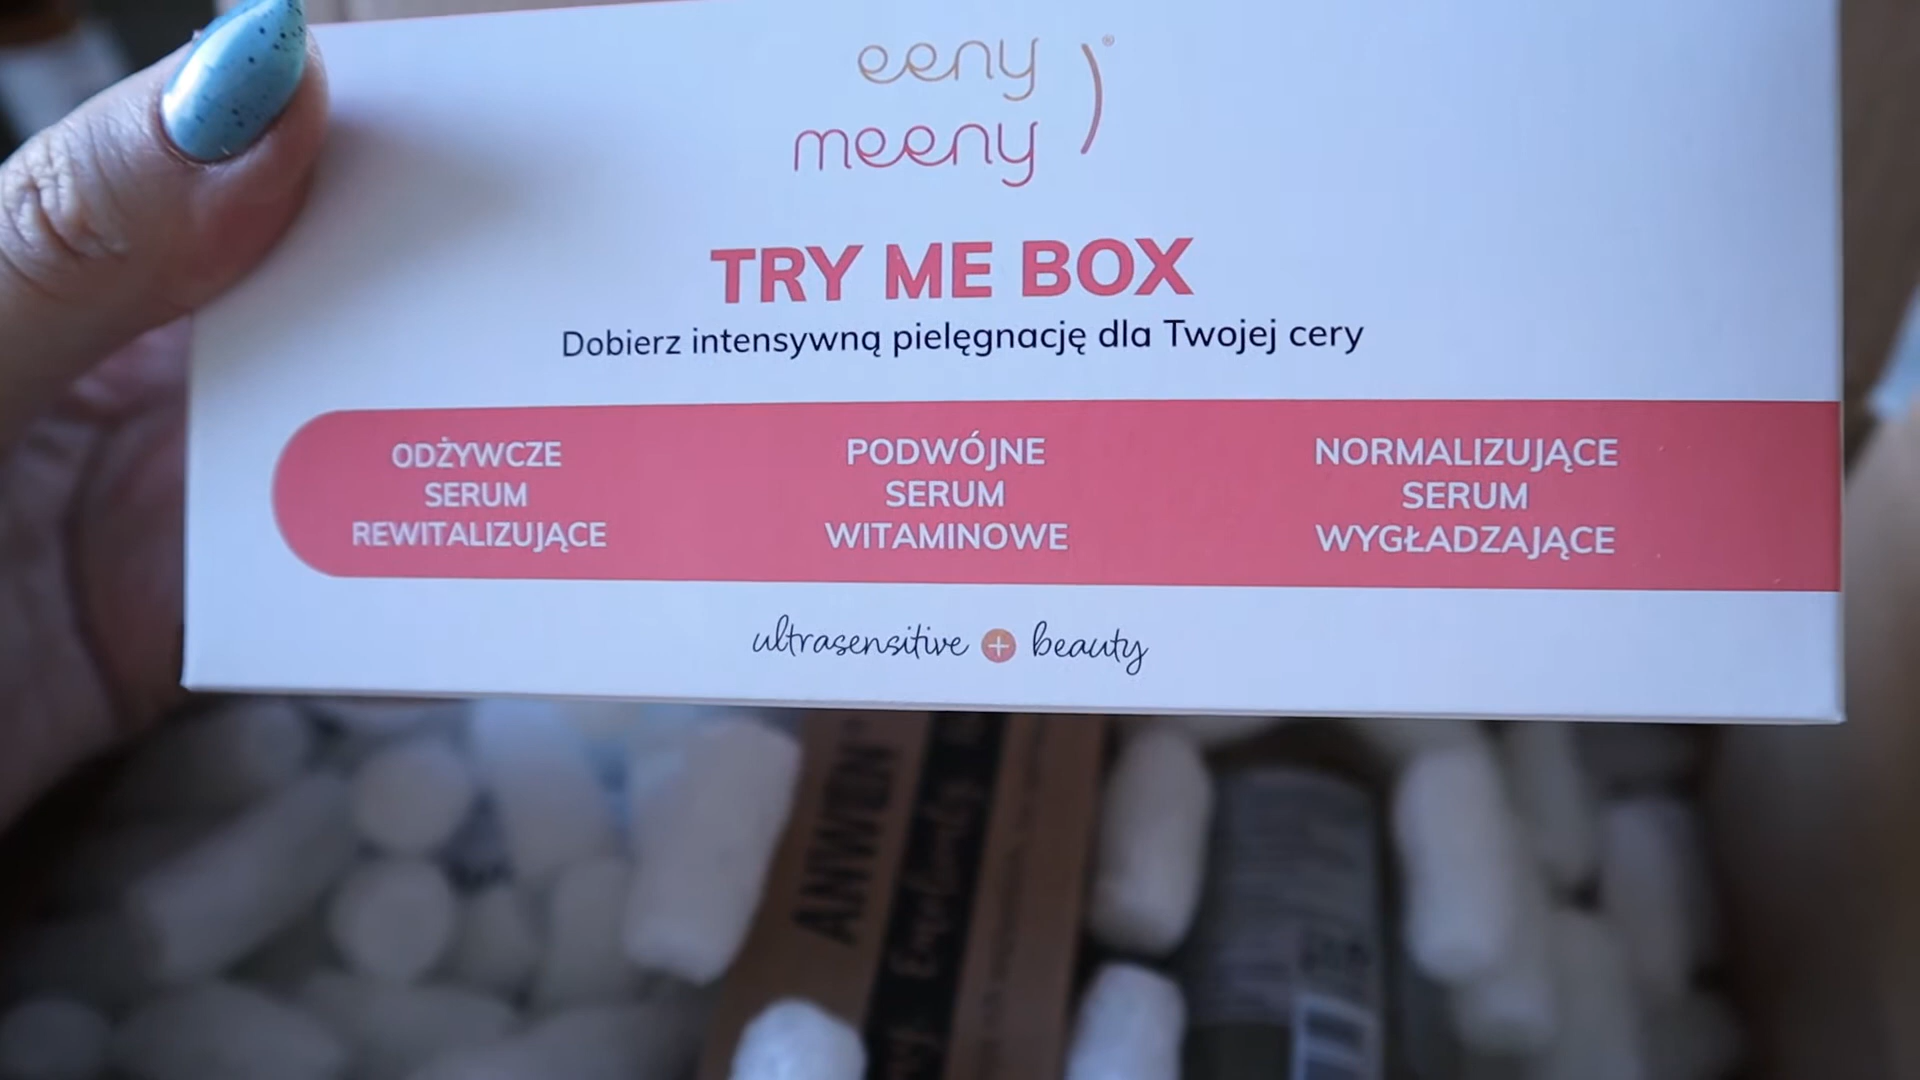 eeny
meeny
®
TRY ME BOX
Dobierz intensywną pielęgnację dla Twojej cery
ODŻYWCZE
SERUM
REWITALIZUJĄCE
PODWÓJNE
SERUM
WITAMINOWE
NORMALIZUJĄCE
SERUM
WYGŁADZAJĄCE
ultrasensitive + beauty
ANWEN